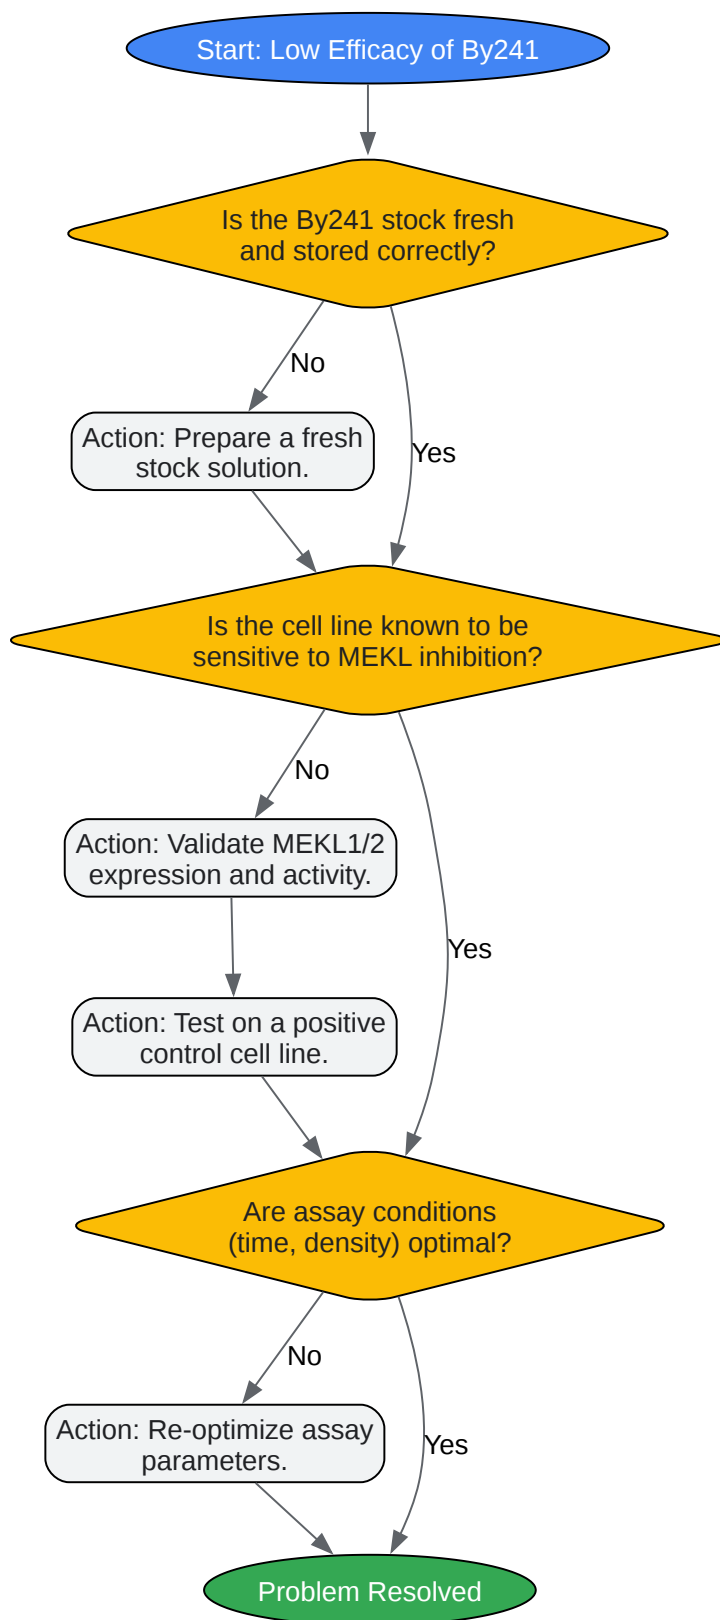 Start: Low Efficacy of By241
Is the By241 stock fresh
and stored correctly?
No
Action: Prepare a fresh
stock solution.
Yes
Is the cell line known to be
sensitive to MEKL inhibition?
No
Action: Validate MEKL1/2
expression and activity.
Yes
Action: Test on a positive
control cell line.
Are assay conditions
(time, density) optimal?
No
Action: Re-optimize assay
parameters.
Yes
Problem Resolved